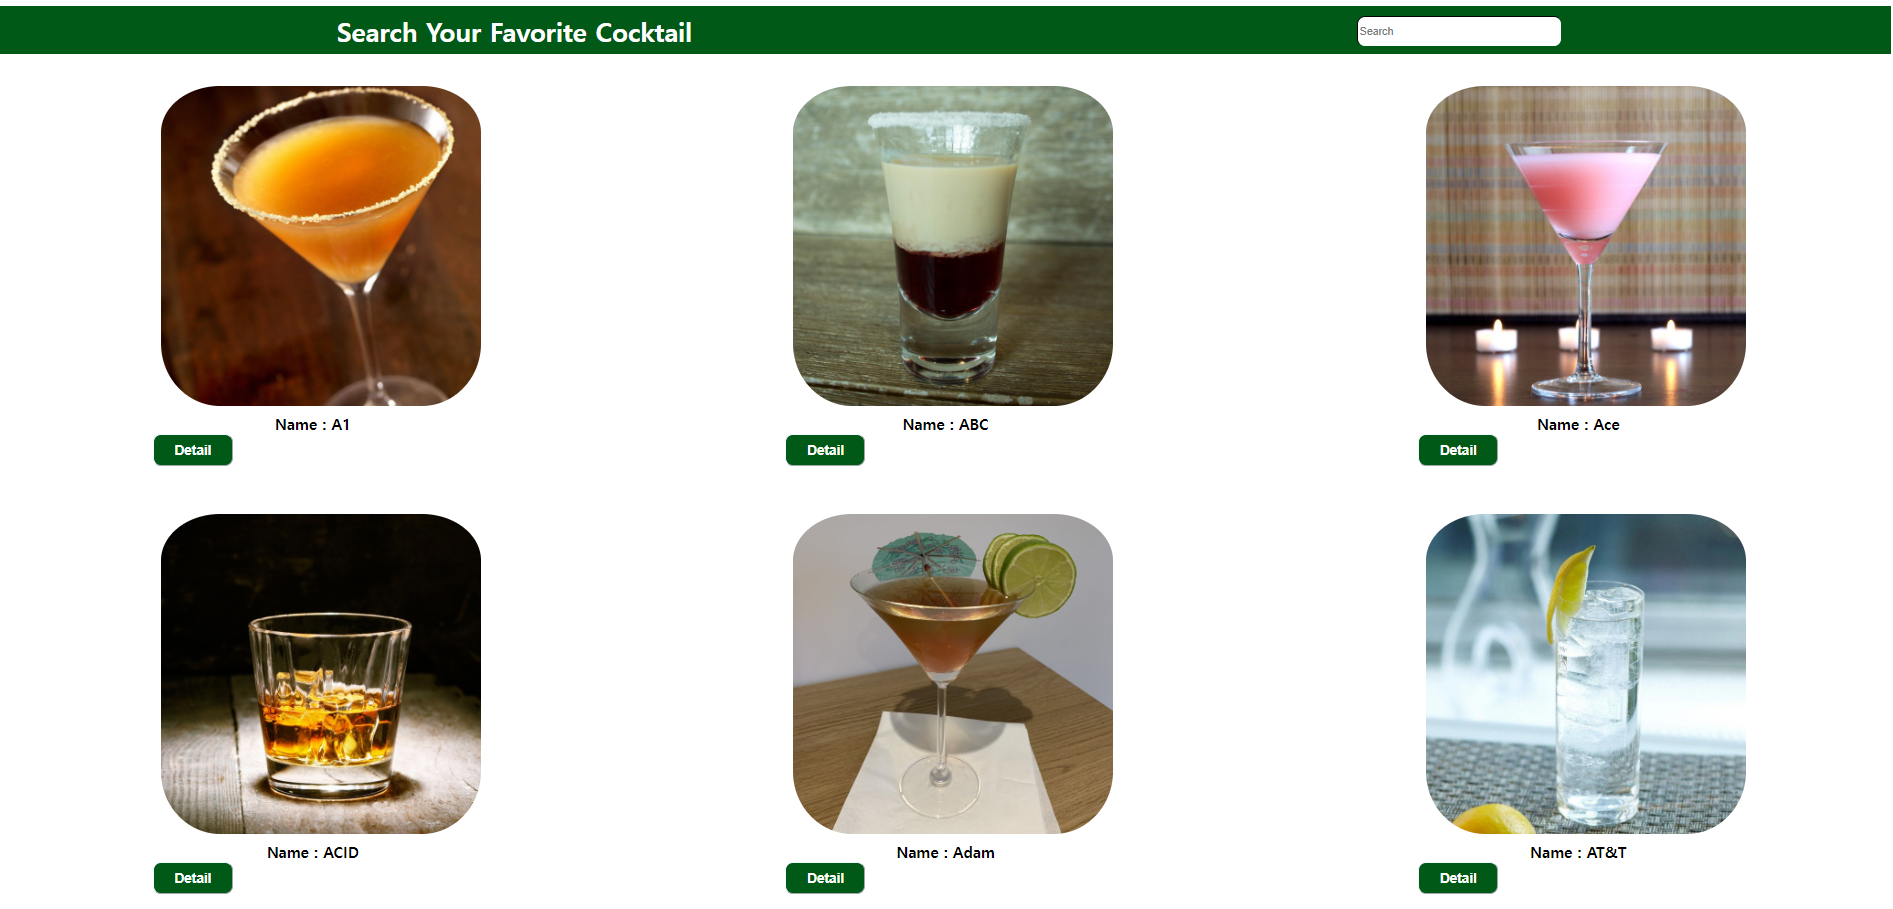 Search Your Favorite Cocktail
Search
Name : A1
Name : ABC
Name : Ace
Detail
Detail
Detail
Name : ACID
Name : Adam
Name : AT&T
Detail
Detail
Detail